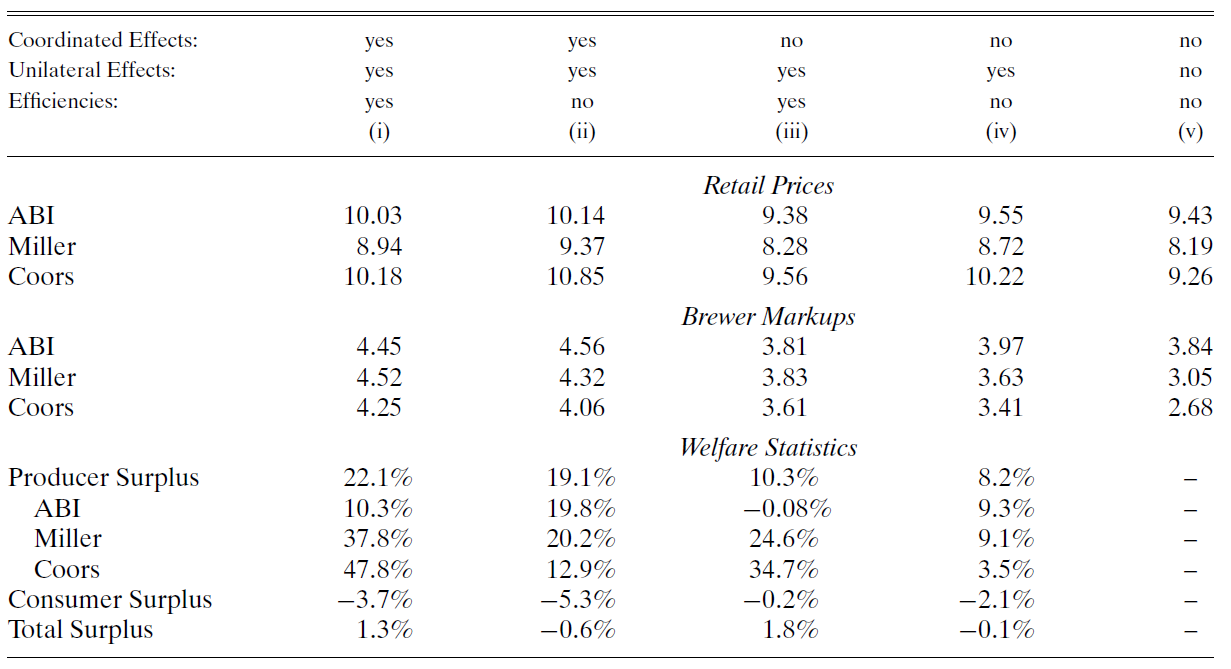 Coordinated Effects: yes yes no no no
Unilateral Effects: yes yes yes yes no
Efficiencies: yes no yes no no
(i) (ii) (iii) (iv) (v)
Retail Prices
ABI 10.03 10.14 9.38 9.55 9.43
Miller 8.94 9.37 8.28 8.72 8.19
Coors 10.18 10.85 9.56 10.22 9.26
Brewer Markups
ABI 4.45 4.56 3.81 3.97 3.84
Miller 4.52 4.32 3.83 3.63 3.05
Coors 4.25 4.06 3.61 3.41 2.68
Welfare Statistics
Producer Surplus 22.1% 19.1% 10.3% 8.2% –
ABI 10.3% 19.8% −0.08% 9.3% –
Miller 37.8% 20.2% 24.6% 9.1% –
Coors 47.8% 12.9% 34.7% 3.5% –
Consumer Surplus −3.7% −5.3% −0.2% −2.1% –
Total Surplus 1.3% −0.6% 1.8% −0.1% –